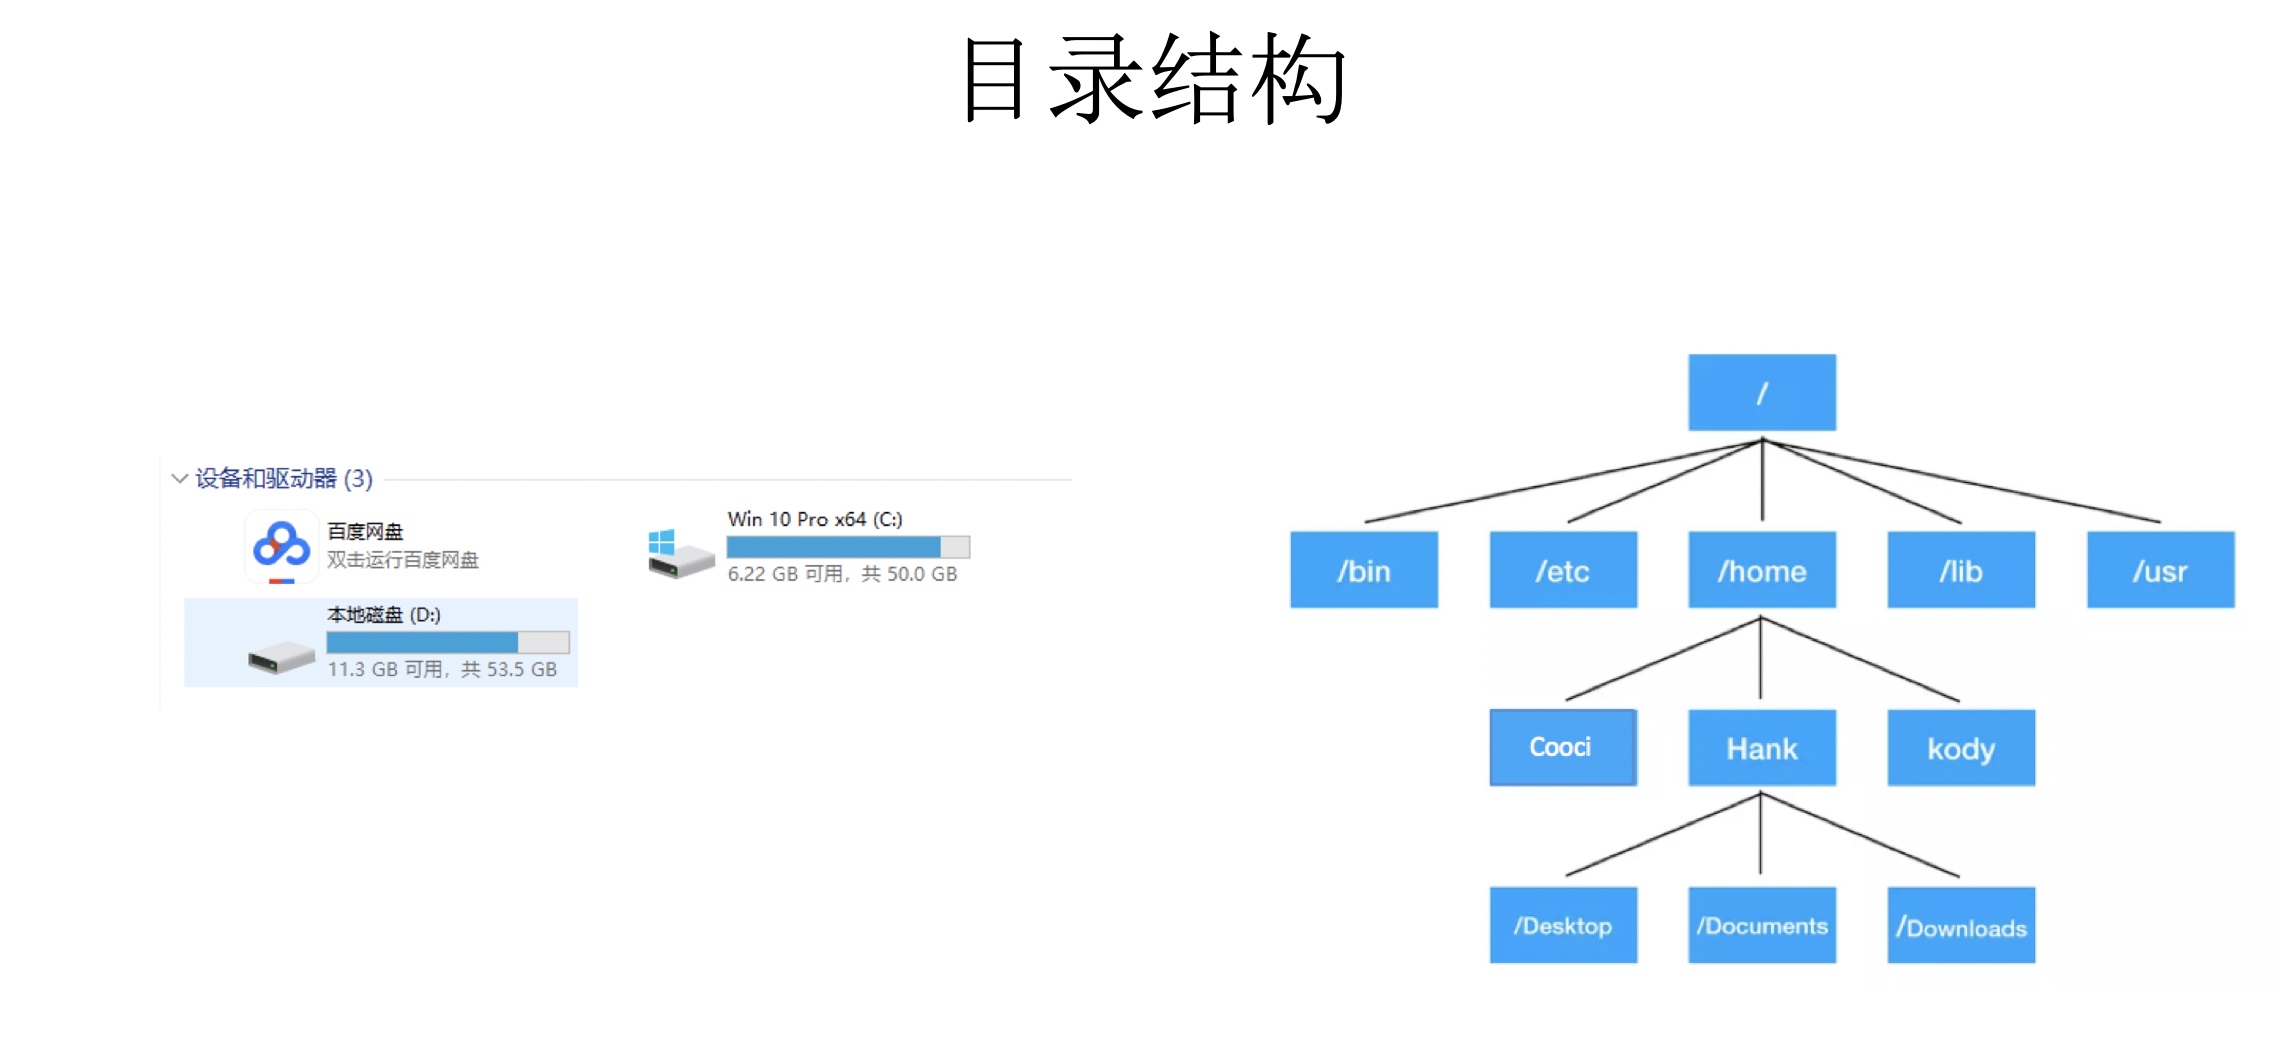 目录结构
设备和驱动器 (3)
百度网盘
双击运行百度网盘
Win 10 Pro x64 (C:)
6.22 GB 可用，共 50.0 GB
本地磁盘 (D:)
11.3 GB 可用，共 53.5 GB
/
/bin
/etc
/home
/lib
/usr
Cooci
Hank
kody
/Desktop
/Documents
/Downloads